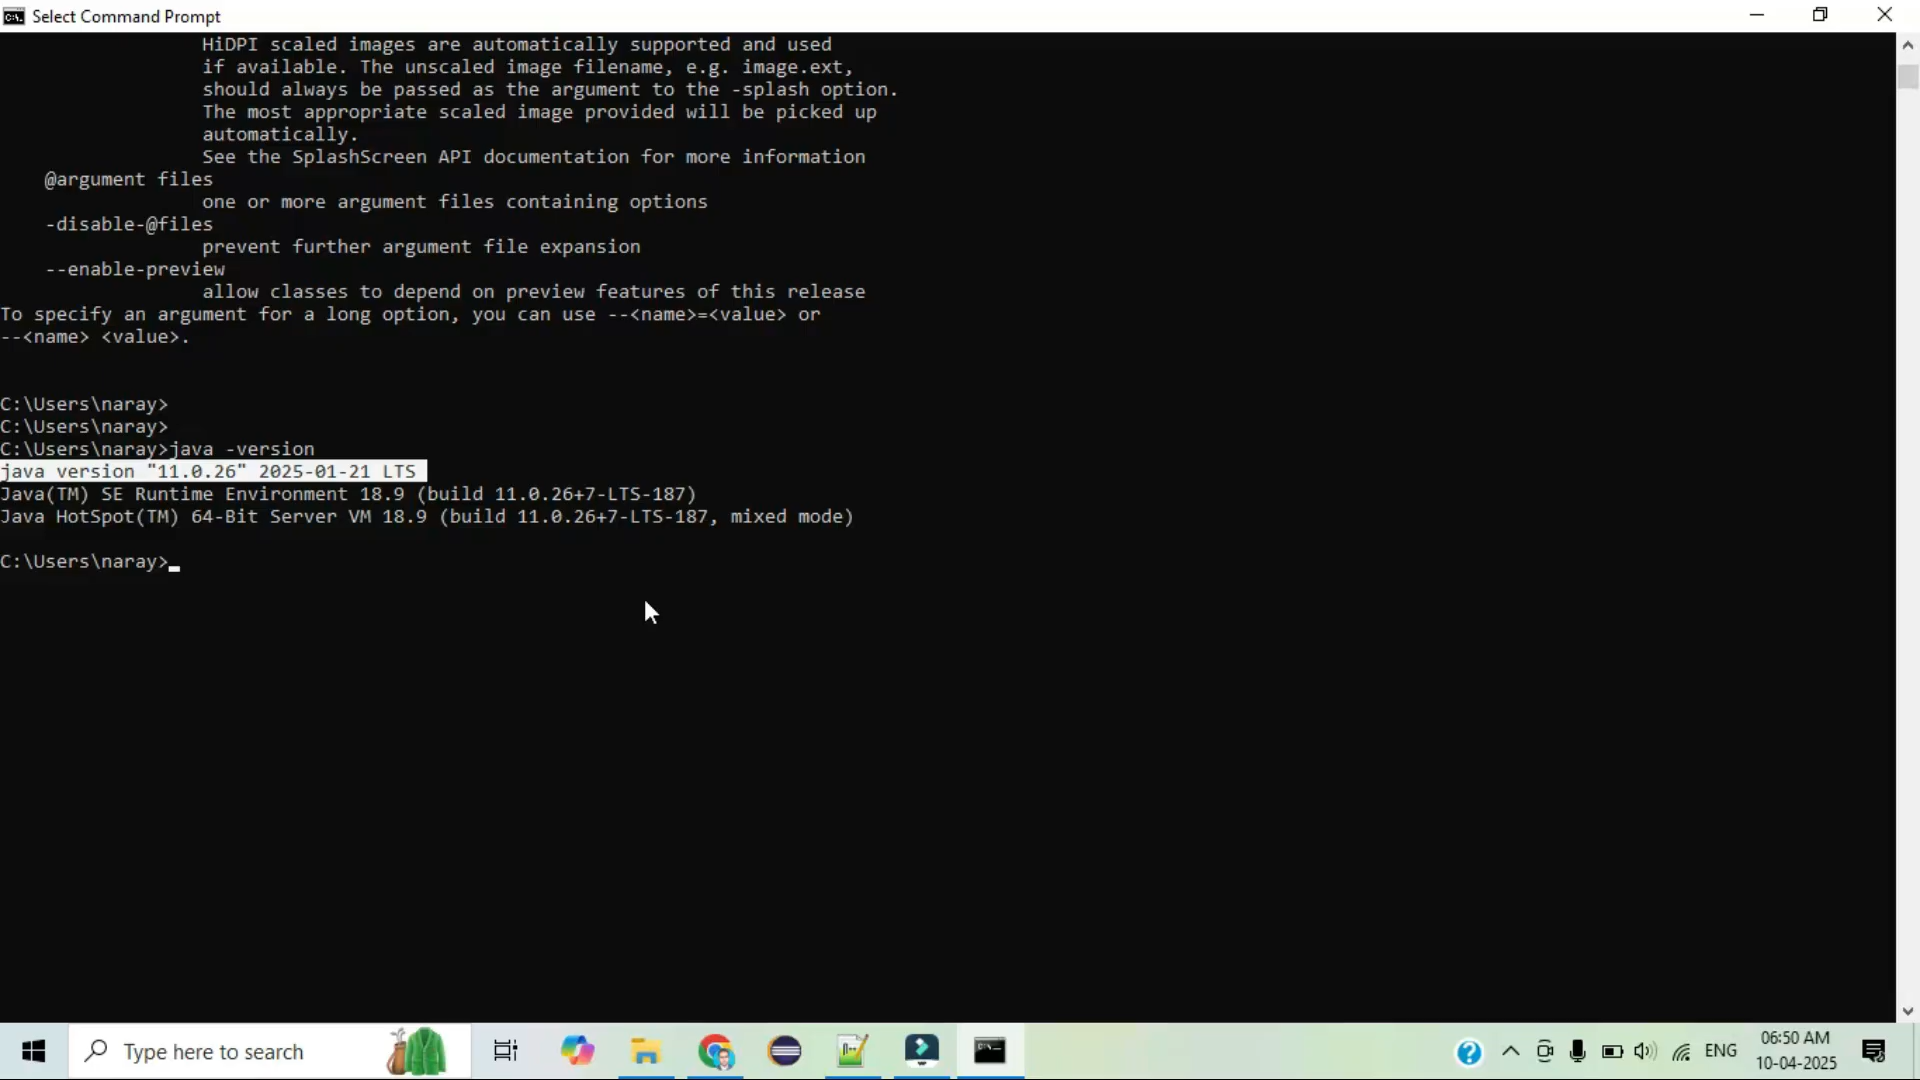 Select Command Prompt
HiDPI scaled images are automatically supported and used
if available. The unscaled image filename, e.g. image.ext,
should always be passed as the argument to the -splash option.
The most appropriate scaled image provided will be picked up
automatically.
See the SplashScreen API documentation for more information
@argument files
one or more argument files containing options
-disable-@files
prevent further argument file expansion
--enable-preview
allow classes to depend on preview features of this release
To specify an argument for a long option, you can use --<name>=<value> or
--<name> <value>.
C:\Users\naray>
C:\Users\naray>
C:\Users\naray>java -version
java version "11.0.26" 2025-01-21 LTS
Java(TM) SE Runtime Environment 18.9 (build 11.0.26+7-LTS-187)
Java HotSpot(TM) 64-Bit Server VM 18.9 (build 11.0.26+7-LTS-187, mixed mode)
C:\Users\naray>
Type here to search
ENG
06:50 AM
10-04-2025